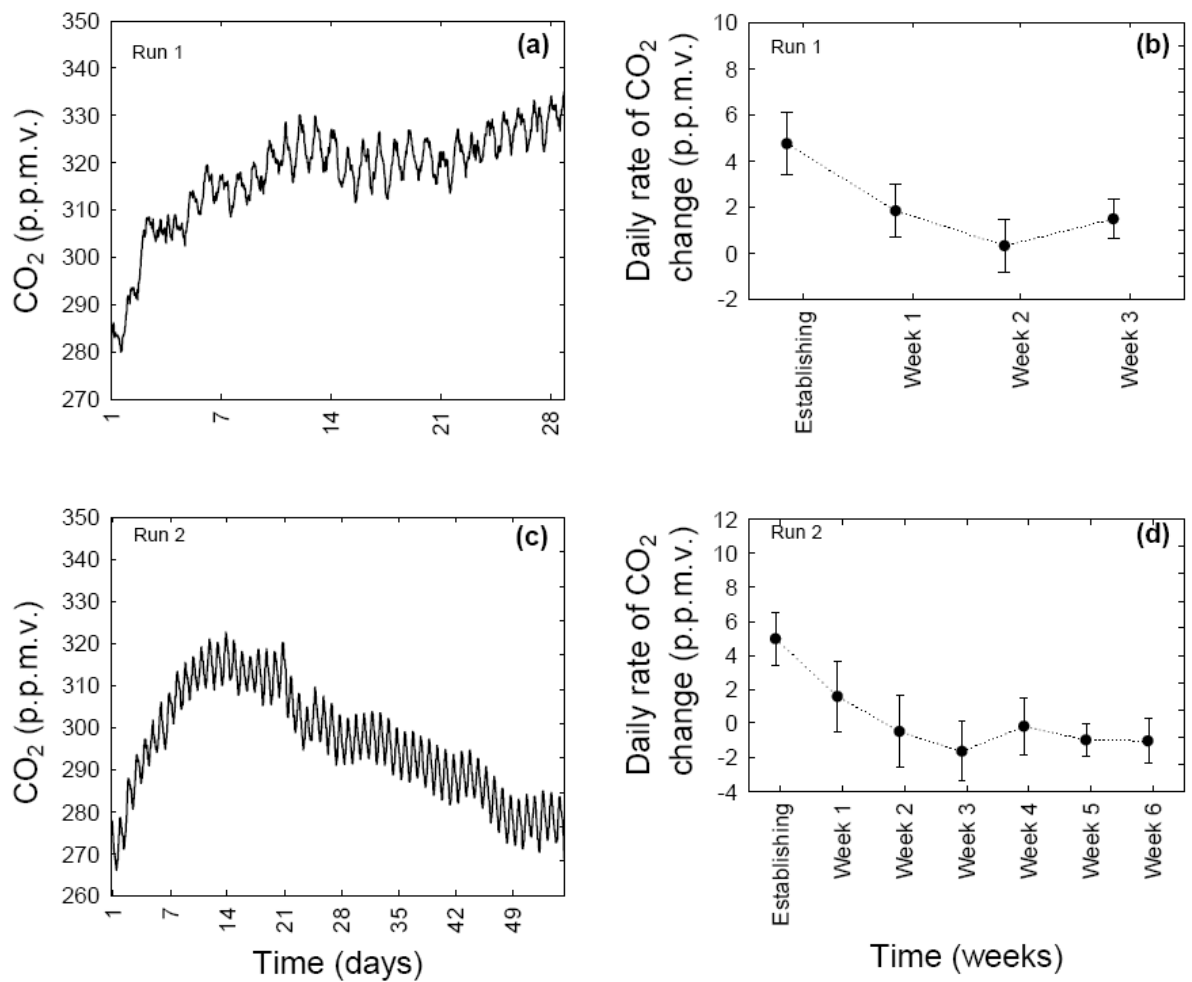 350
340
330
320
310
300
290
280
270
CO2 (p.p.m.v.)
Run 1
(a)
1
7
14
21
28
10
8
6
4
2
0
-2
Daily rate of CO2
change (p.p.m.v.)
Run 1
(b)
Establishing
Week 1
Week 2
Week 3
350
340
330
320
310
300
290
280
270
260
CO2 (p.p.m.v.)
Run 2
(c)
1
7
14
21
28
35
42
49
Time (days)
12
10
8
6
4
2
0
-2
-4
Daily rate of CO2
change (p.p.m.v.)
Run 2
(d)
Establishing
Week 1
Week 2
Week 3
Week 4
Week 5
Week 6
Time (weeks)